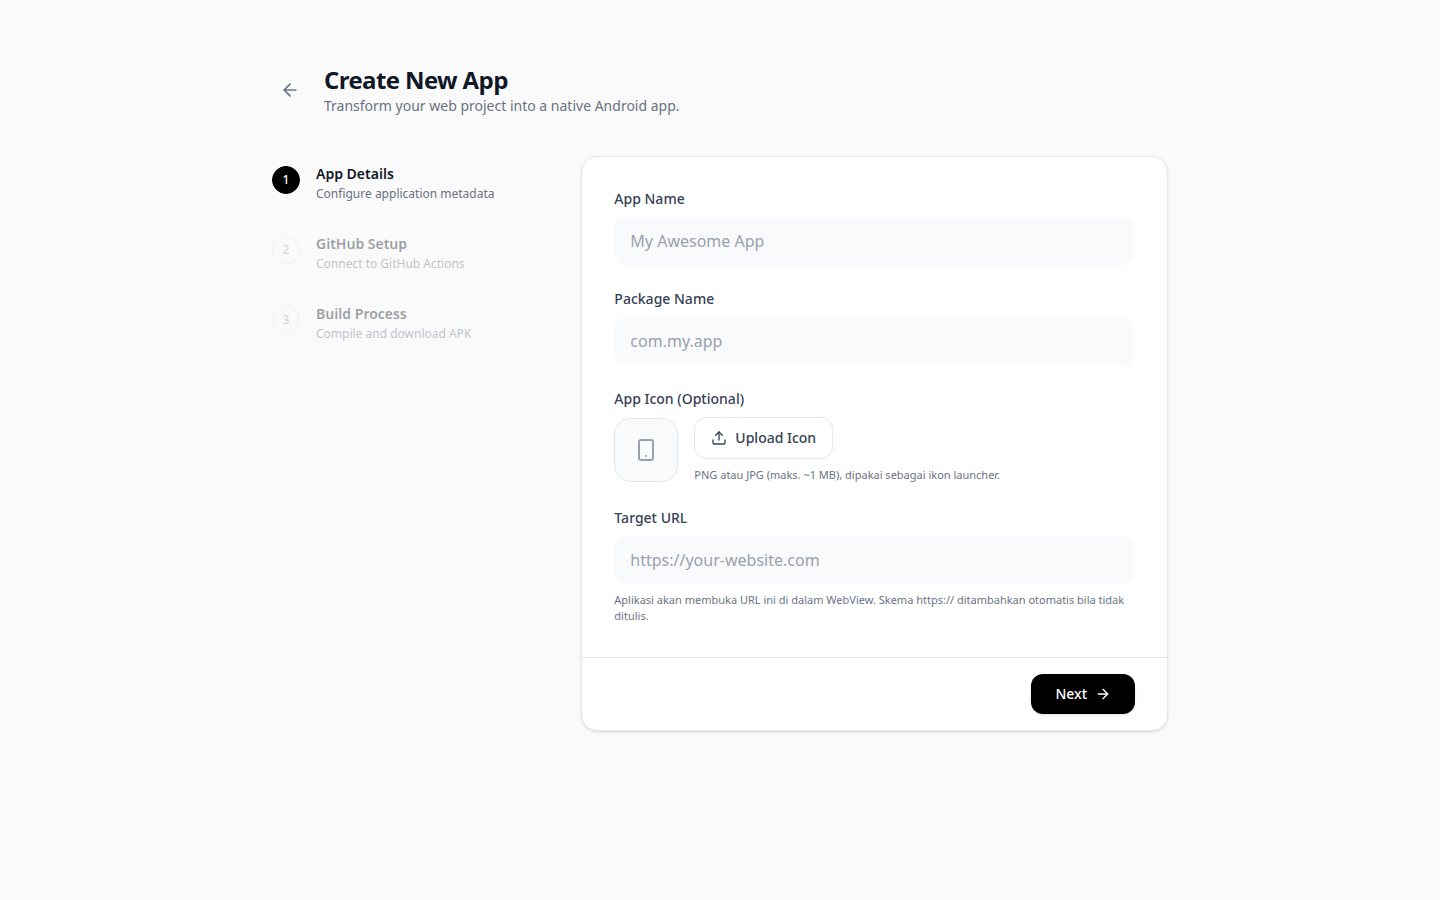 Create New App
Transform your web project into a native Android app.
1
App Details
Configure application metadata
2
GitHub Setup
Connect to GitHub Actions
3
Build Process
Compile and download APK
App Name
My Awesome App
Package Name
com.my.app
App Icon (Optional)
Upload Icon
PNG atau JPG (maks. ~1 MB), dipakai sebagai ikon launcher.
Target URL
https://your-website.com
Aplikasi akan membuka URL ini di dalam WebView. Skema https:// ditambahkan otomatis bila tidak
ditulis.
Next